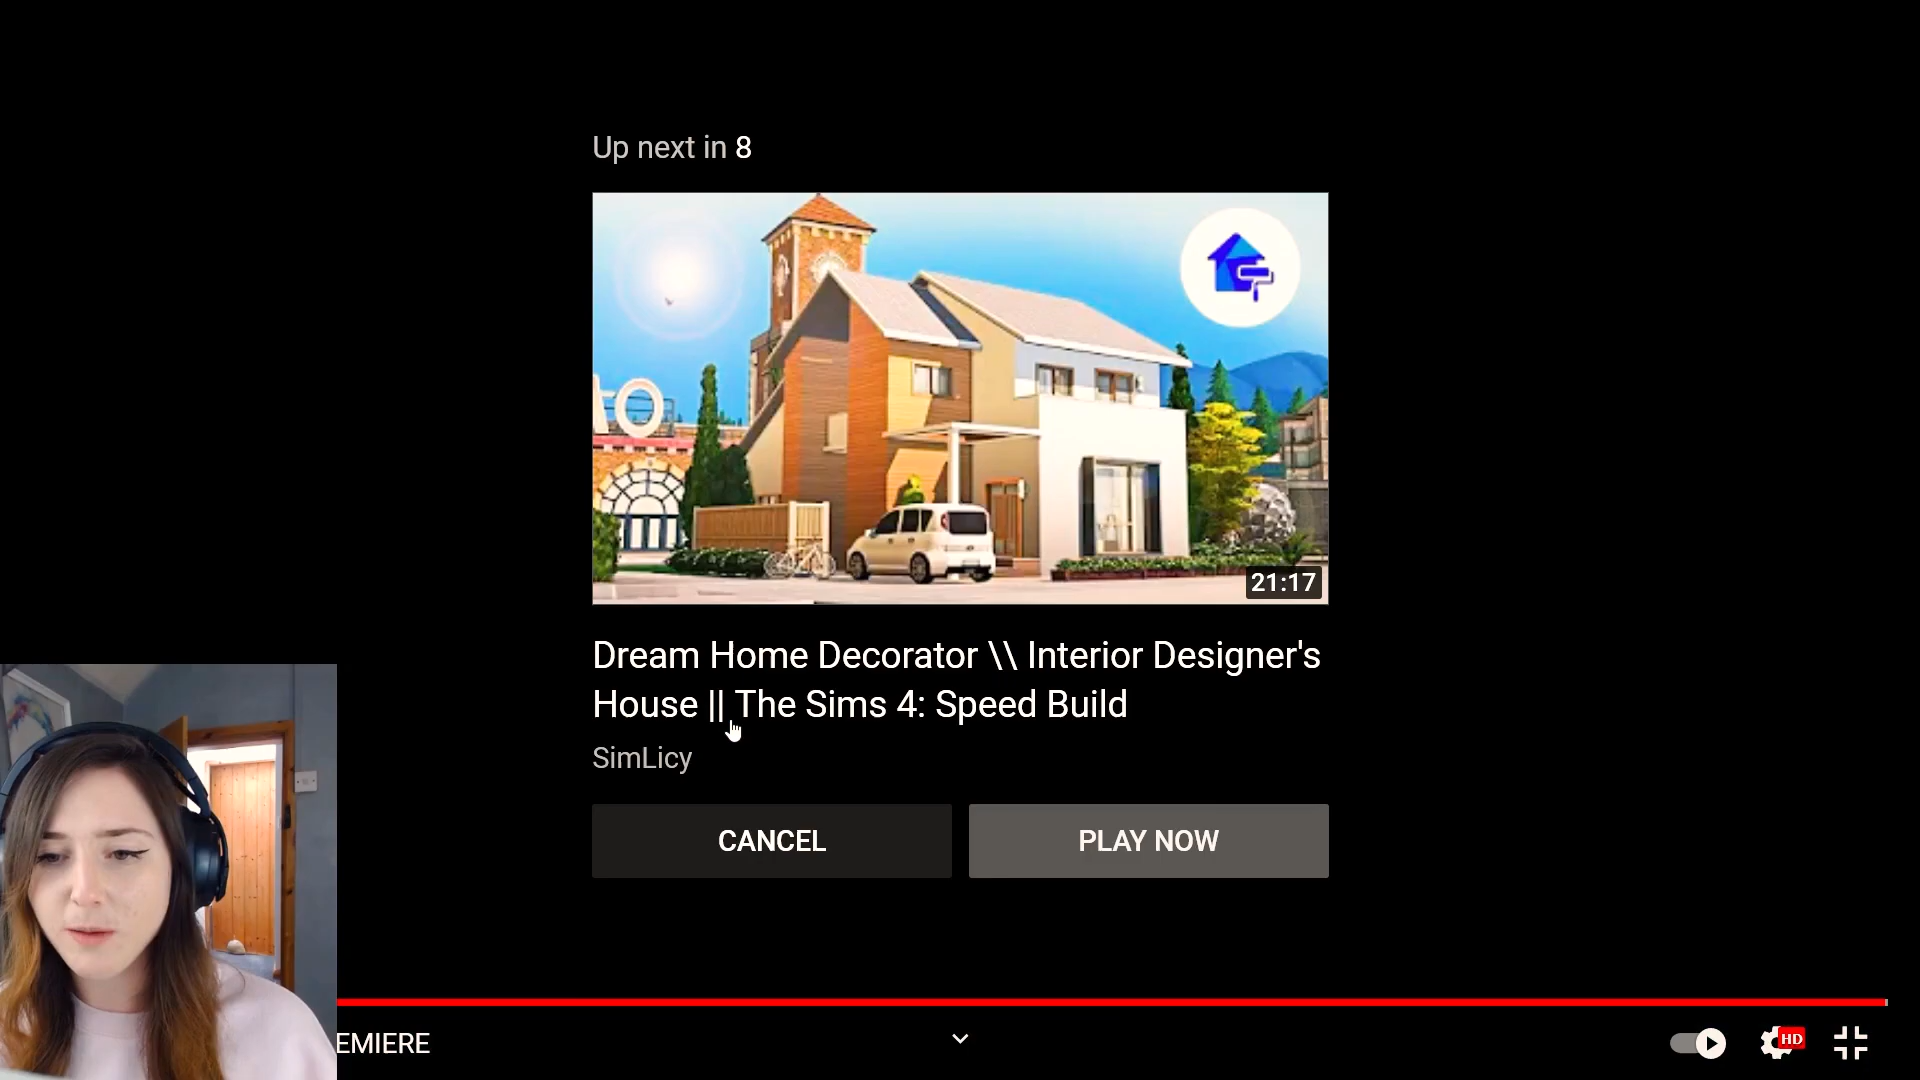 Up next in 8
AO
21:17
Dream Home Decorator \\ Interior Designer's
House || The Sims 4: Speed Build
SimLicy
CANCEL
PLAY NOW
EMIERE
HD